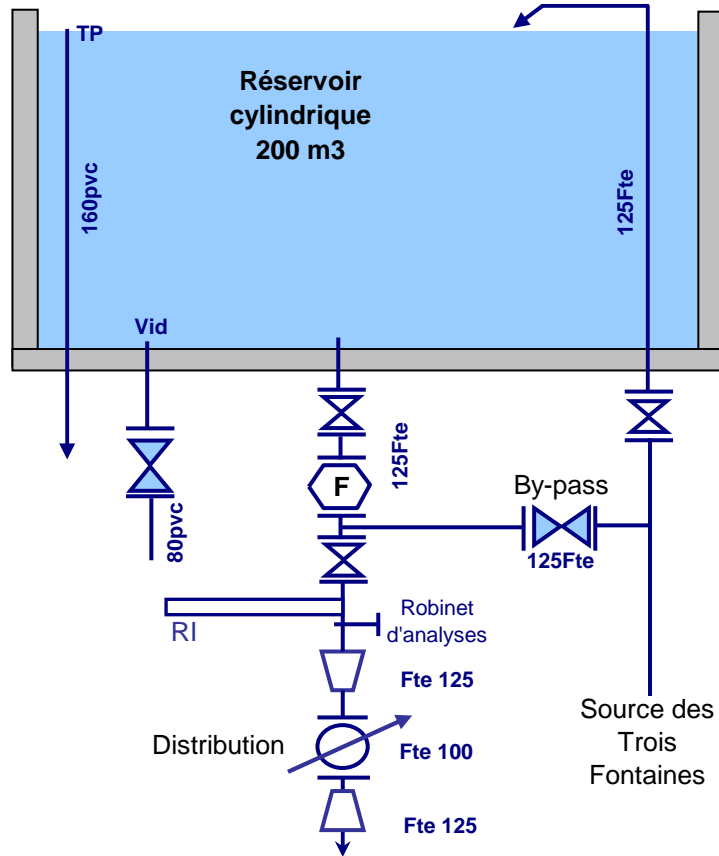 TP
Réservoir
cylindrique
200 m3
160pvc
125Fte
Vid
125Fte
F
By-pass
80pvc
125Fte
RI
Robinet
d'analyses
Fte 125
Source des
Trois
Fontaines
Distribution
Fte 100
Fte 125